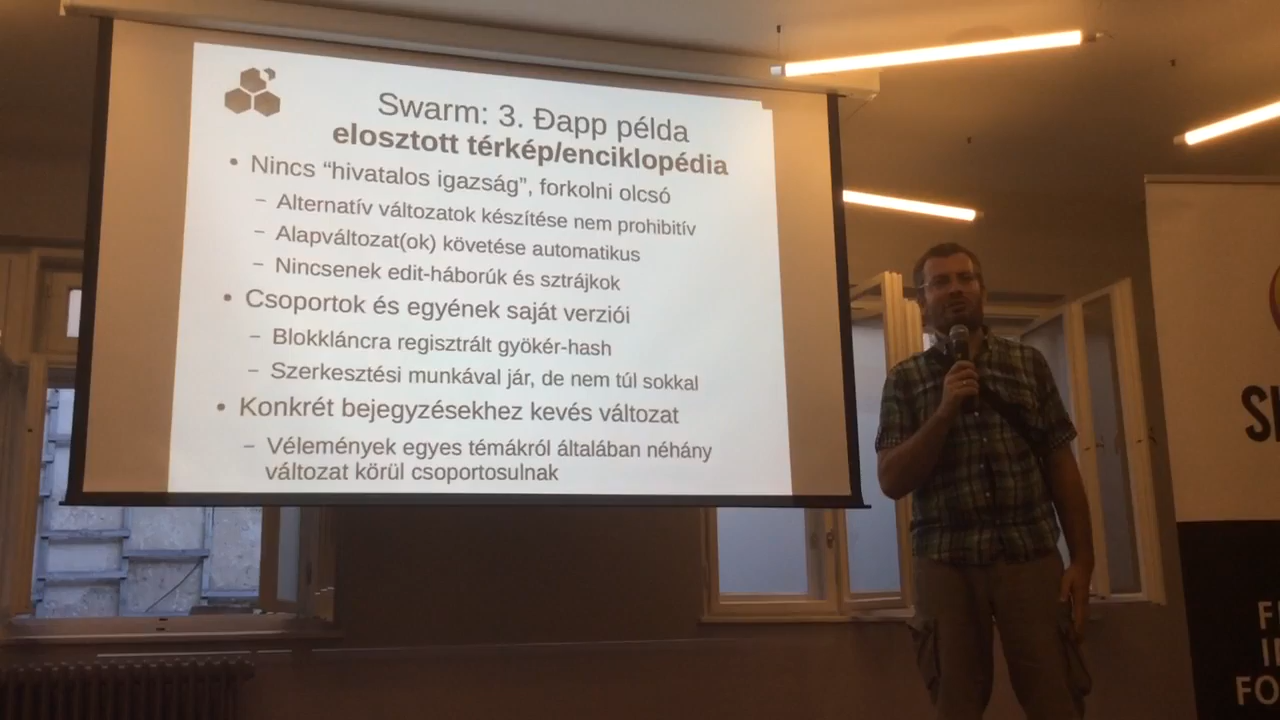 Swarm: 3. Ðapp példa
elosztott térkép/enciklopédia
• Nincs “hivatalos igazság”, forkolni olcsó
– Alternatív változatok készítése nem prohibitív
– Alapváltozat(ok) követése automatikus
– Nincsenek edit-háborúk és sztrájkok
• Csoportok és egyének saját verziói
– Blokkláncra regisztrált gyökér-hash
– Szerkesztési munkával jár, de nem túl sokkal
• Konkrét bejegyzésekhez kevés változat
– Vélemények egyes témákról általában néhány
változat körül csoportosulnak